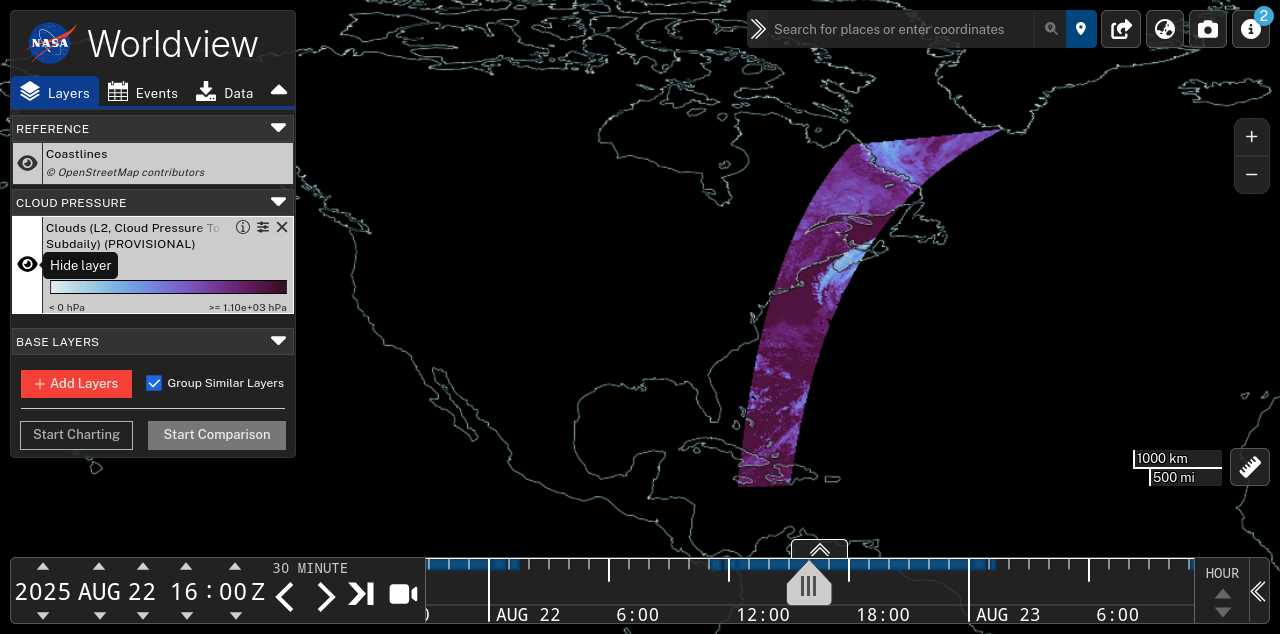 NASA
Worldview
Layers
Events
Data
REFERENCE
Coastlines
© OpenStreetMap contributors
CLOUD PRESSURE
Clouds (L2, Cloud Pressure To
Subdaily) (PROVISIONAL)
Hide layer
< 0 hPa >= 1.10e+03 hPa
BASE LAYERS
+ Add Layers
Group Similar Layers
Start Charting
Start Comparison
Search for places or enter coordinates
2
+
−
1000 km
500 mi
2025 AUG 22 16:00Z
30 MINUTE
AUG 22 6:00 12:00 18:00 AUG 23 6:00
HOUR